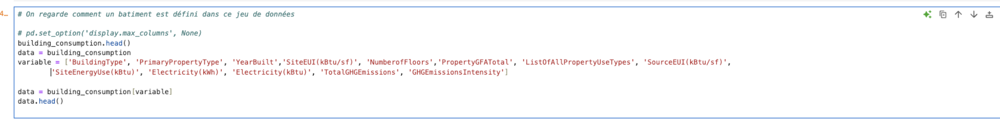 4…
# On regarde comment un batiment est défini dans ce jeu de données
# pd.set_option('display.max_columns', None)
building_consumption.head()
data = building_consumption
variable = ['BuildingType', 'PrimaryPropertyType', 'YearBuilt','SiteEUI(kBtu/sf)', 'NumberofFloors','PropertyGFATotal', 'ListOfAllPropertyUseTypes', 'SourceEUI(kBtu/sf)',
'SiteEnergyUse(kBtu)', 'Electricity(kWh)', 'Electricity(kBtu)', 'TotalGHGEmissions', 'GHGEmissionsIntensity']
data = building_consumption[variable]
data.head()